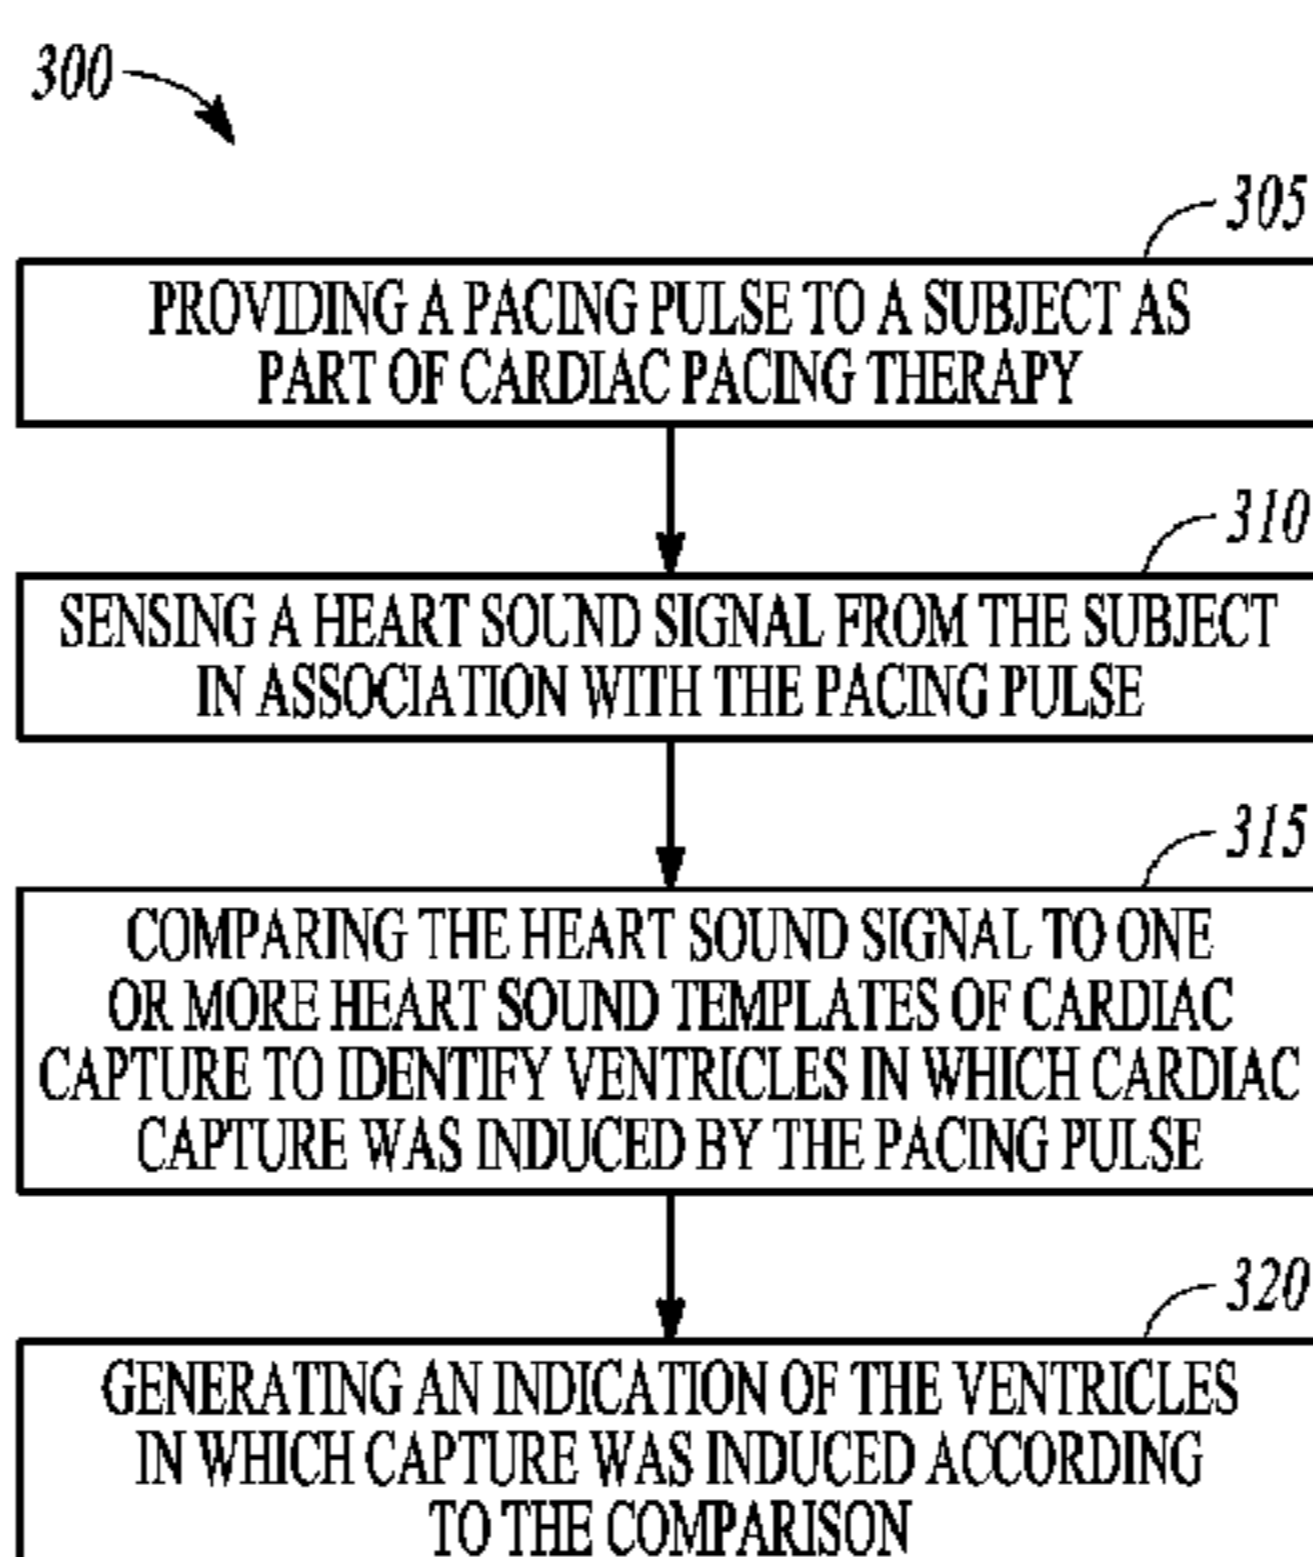 300
305
PROVIDING A PACING PULSE TO A SUBJECT AS
PART OF CARDIAC PACING THERAPY
310
SENSING A HEART SOUND SIGNAL FROM THE SUBJECT
IN ASSOCIATION WITH THE PACING PULSE
315
COMPARING THE HEART SOUND SIGNAL TO ONE
OR MORE HEART SOUND TEMPLATES OF CARDIAC
CAPTURE TO IDENTIFY VENTRICLES IN WHICH CARDIAC
CAPTURE WAS INDUCED BY THE PACING PULSE
320
GENERATING AN INDICATION OF THE VENTRICLES
IN WHICH CAPTURE WAS INDUCED ACCORDING
TO THE COMPARISON